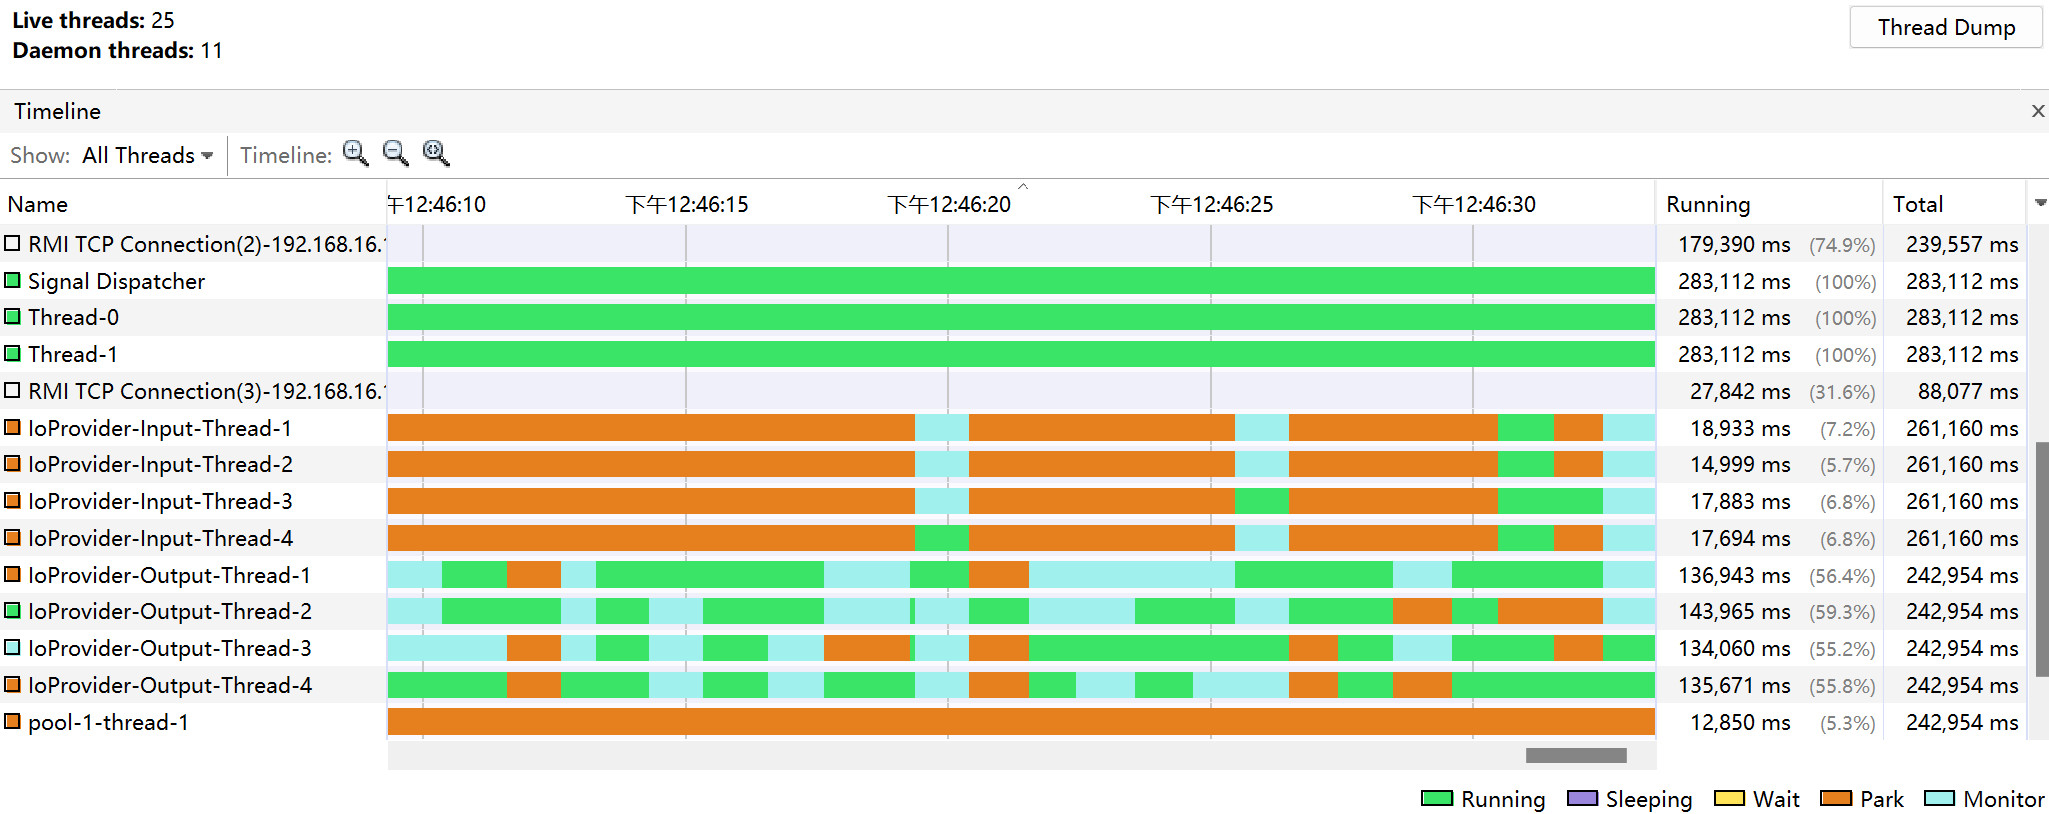 Live threads: 25
Daemon threads: 11
Thread Dump
Timeline
Show: All Threads Timeline:
Name 午12:46:10 下午12:46:15 下午12:46:20 下午12:46:25 下午12:46:30 Running Total
RMI TCP Connection(2)-192.168.16. 179,390 ms (74.9%) 239,557 ms
Signal Dispatcher 283,112 ms (100%) 283,112 ms
Thread-0 283,112 ms (100%) 283,112 ms
Thread-1 283,112 ms (100%) 283,112 ms
RMI TCP Connection(3)-192.168.16. 27,842 ms (31.6%) 88,077 ms
IoProvider-Input-Thread-1 18,933 ms (7.2%) 261,160 ms
IoProvider-Input-Thread-2 14,999 ms (5.7%) 261,160 ms
IoProvider-Input-Thread-3 17,883 ms (6.8%) 261,160 ms
IoProvider-Input-Thread-4 17,694 ms (6.8%) 261,160 ms
IoProvider-Output-Thread-1 136,943 ms (56.4%) 242,954 ms
IoProvider-Output-Thread-2 143,965 ms (59.3%) 242,954 ms
IoProvider-Output-Thread-3 134,060 ms (55.2%) 242,954 ms
IoProvider-Output-Thread-4 135,671 ms (55.8%) 242,954 ms
pool-1-thread-1 12,850 ms (5.3%) 242,954 ms
Running Sleeping Wait Park Monitor